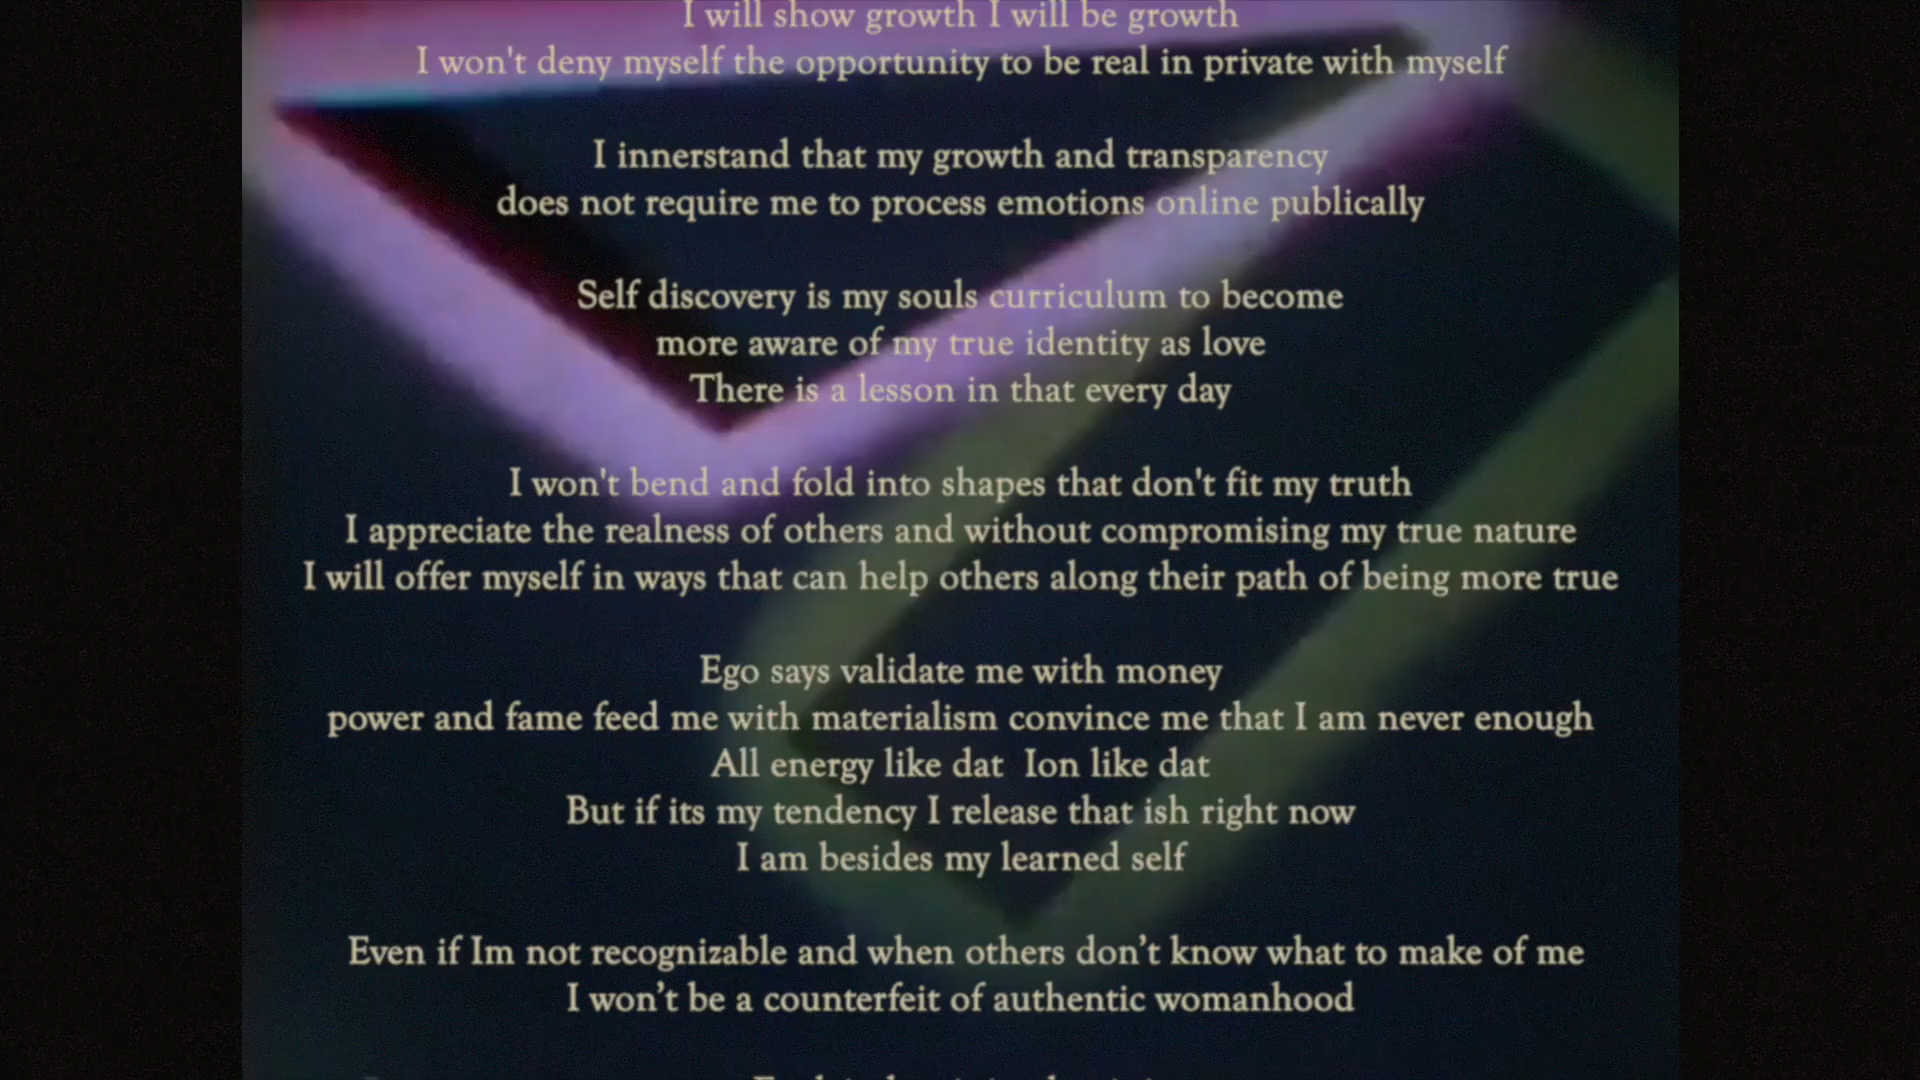 I will show growth I will be growth
I won't deny myself the opportunity to be real in private with myself
I innerstand that my growth and transparency
does not require me to process emotions online publically
Self discovery is my souls curriculum to become
more aware of my true identity as love
There is a lesson in that every day
I won't bend and fold into shapes that don't fit my truth
I appreciate the realness of others and without compromising my true nature
I will offer myself in ways that can help others along their path of being more true
Ego says validate me with money
power and fame feed me with materialism convince me that I am never enough
All energy like dat  Ion like dat
But if its my tendency I release that ish right now
I am besides my learned self
Even if Im not recognizable and when others don’t know what to make of me
I won’t be a counterfeit of authentic womanhood